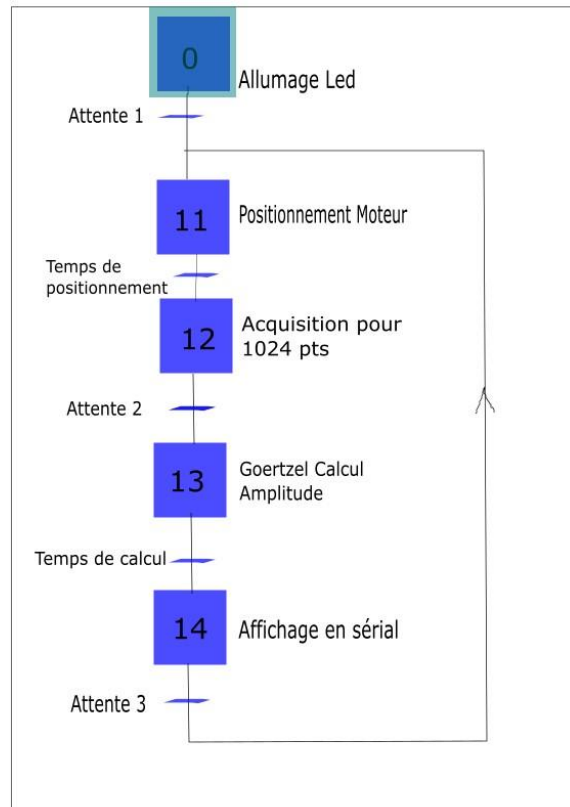 0
Allumage Led
Attente 1
11
Positionnement Moteur
Temps de
positionnement
12
Acquisition pour
1024 pts
Attente 2
13
Goertzel Calcul
Amplitude
Temps de calcul
14
Affichage en sérial
Attente 3